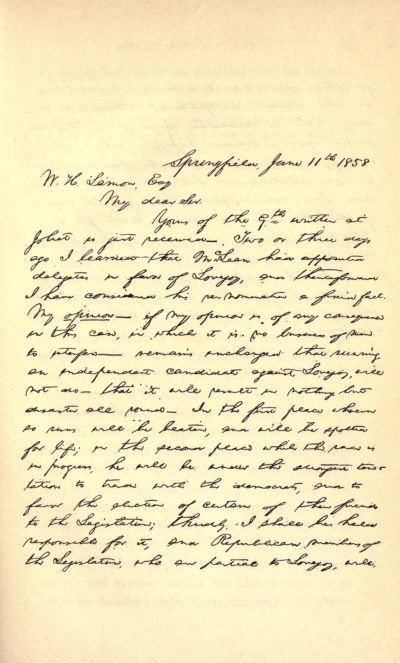 Springfield, June 11th 1858
W. H. Lamon, Esq
My dear Sir.
Yours of the 9th written at
Joliet is just received. Two or three days
ago I learned that McLean had appointed
delegates in favor of Lovejoy, and thenceforward
I have considered his re-nomination a fixed fact.
My opinion — if my opinion is of any consequence
in this case, in which it is no business of mine
to interfere — remains unchanged that running
an independent candidate against Lovejoy, will
not do — that it will result in nothing but
disaster all round — In the first place whoever
so runs will be beaten, and will be spotted
for life; in the second place while the race is
in progress, he will be under the strongest temp-
tation to trade with the democrats, and to
favor the election of certain of their friends
to the Legislature; thirdly, I shall be held
responsible for it, and Republican members of
the Legislature, who are partial to Lovejoy, will,